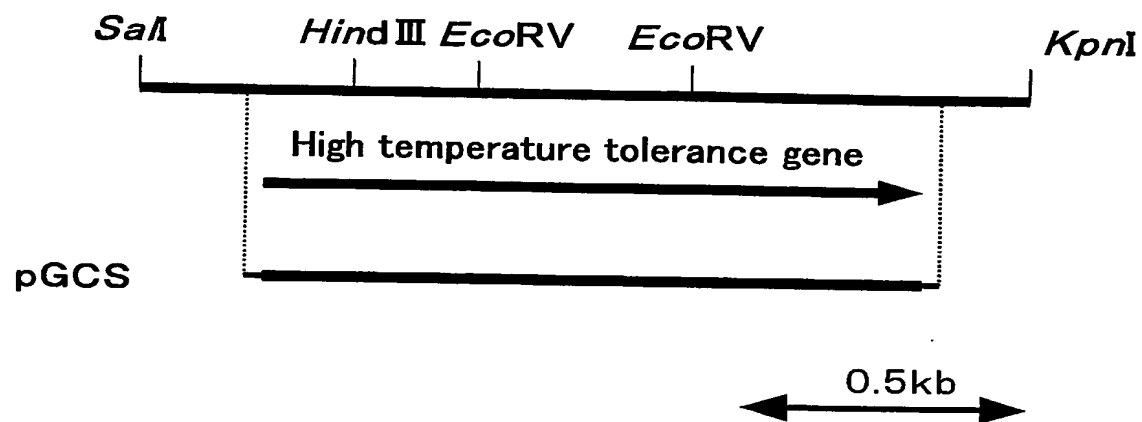 SalI HindIII EcoRV EcoRV KpnI
High temperature tolerance gene
pGCS
0.5kb